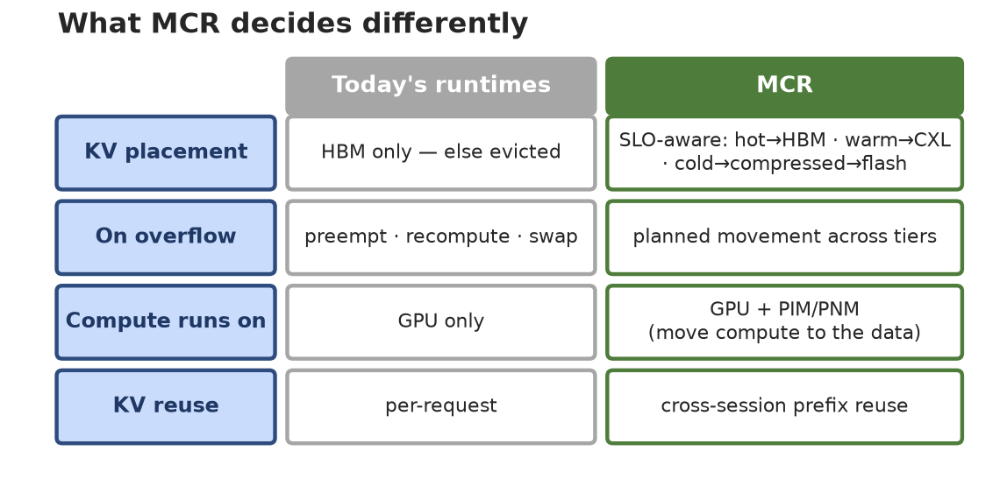 What MCR decides differently
Today's runtimes
MCR
KV placement
HBM only — else evicted
SLO-aware: hot→HBM · warm→CXL
· cold→compressed→flash
On overflow
preempt · recompute · swap
planned movement across tiers
Compute runs on
GPU only
GPU + PIM/PNM
(move compute to the data)
KV reuse
per-request
cross-session prefix reuse